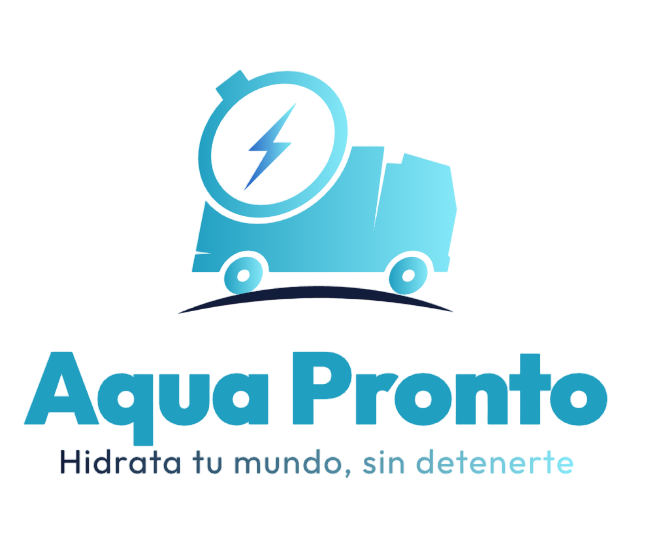 Aqua Pronto
Hidrata tu mundo, sin detenerte